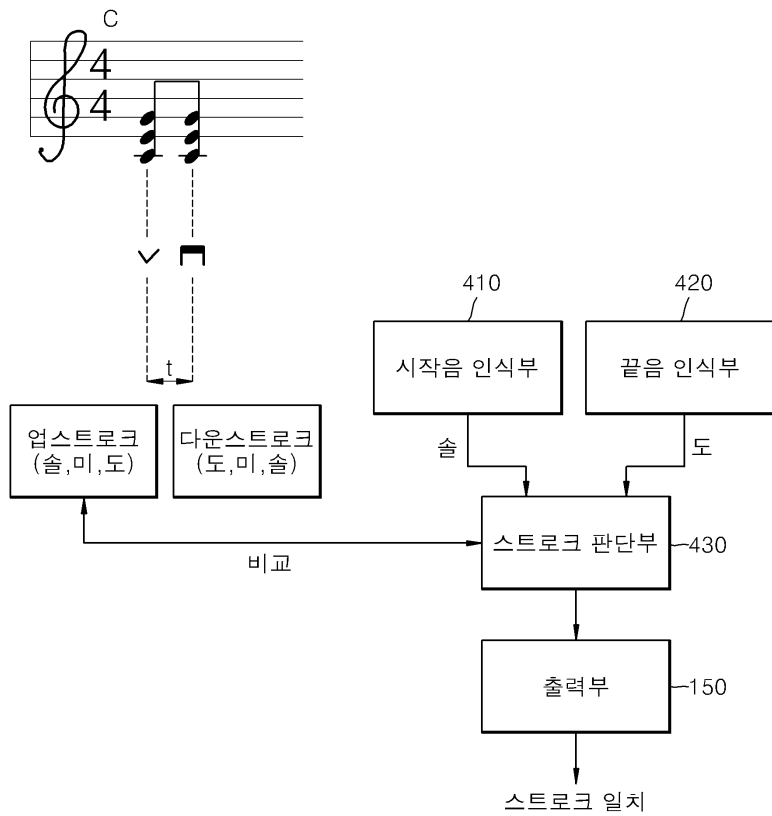 C
4
4
t
410
420
시작음 인식부
끝음 인식부
업스트로크
(솔,미,도)
다운스트로크
(도,미,솔)
솔
도
비교
스트로크 판단부
430
출력부
150
스트로크 일치